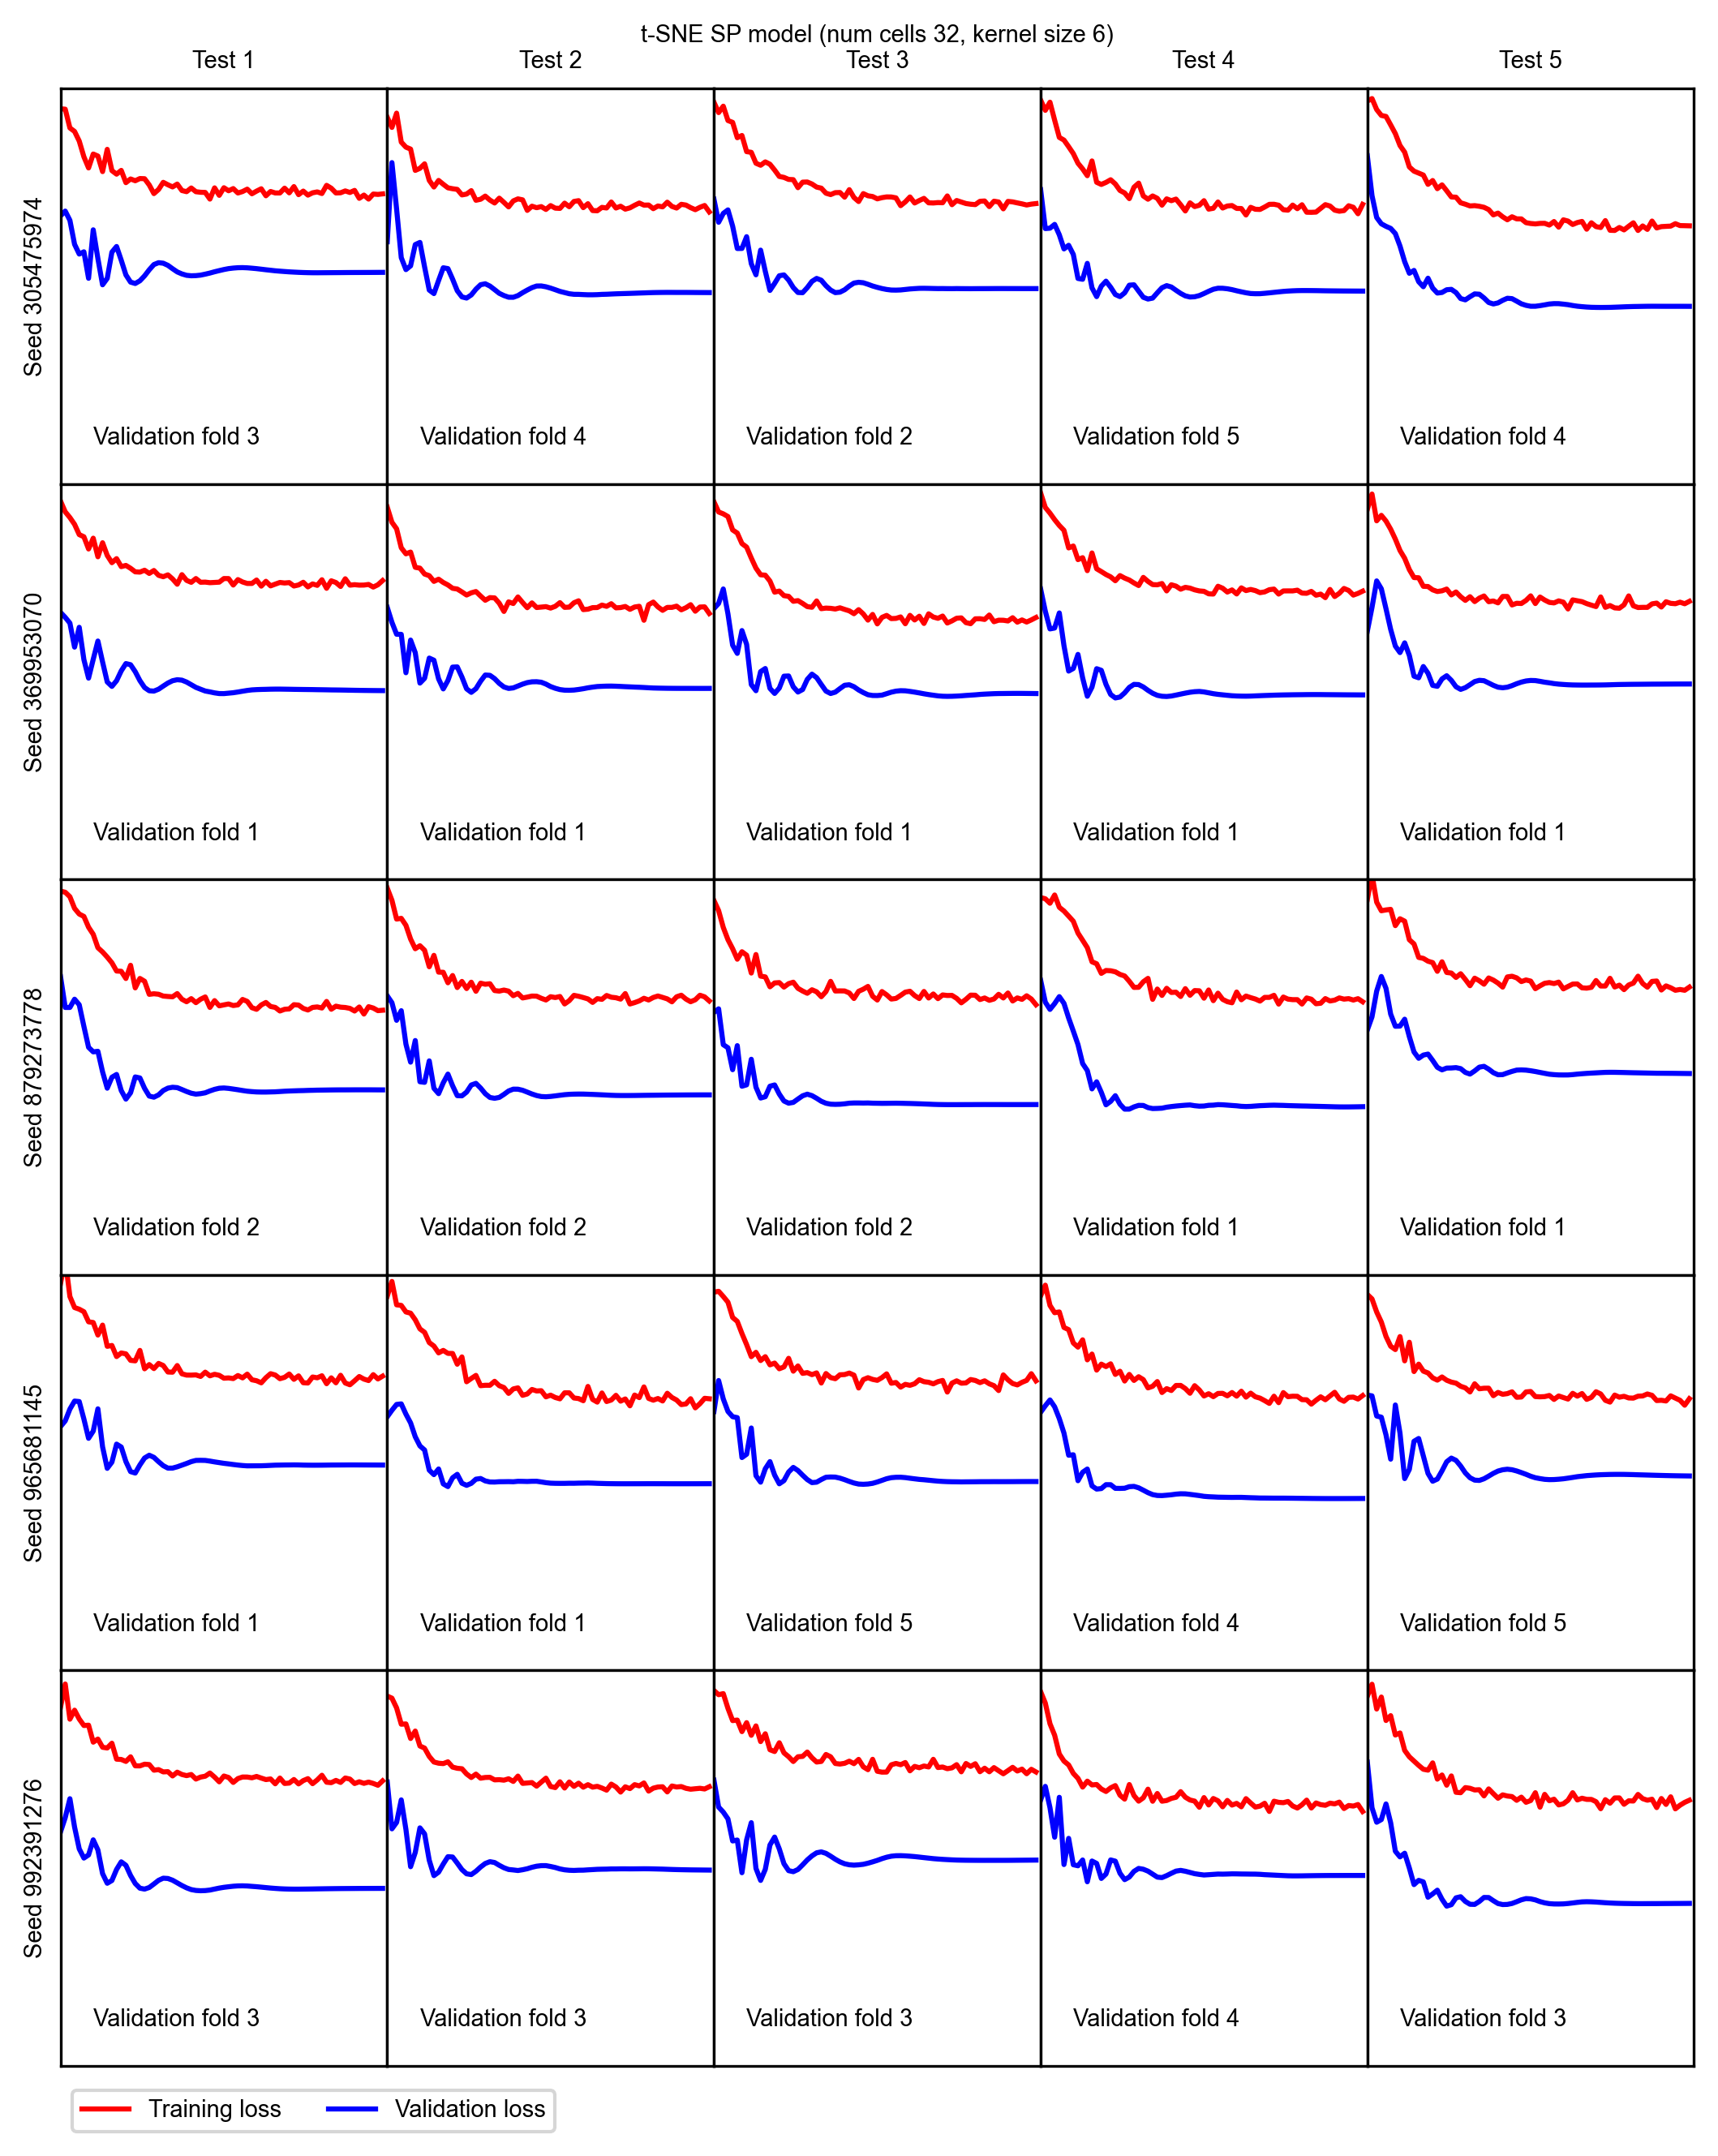 t-SNE SP model (num cells 32, kernel size 6)
Test 1
Test 2
Test 3
Test 4
Test 5
Seed 3054475974
Validation fold 3
Validation fold 4
Validation fold 2
Validation fold 5
Validation fold 4
Seed 369953070
Validation fold 1
Validation fold 1
Validation fold 1
Validation fold 1
Validation fold 1
Seed 8792737778
Validation fold 2
Validation fold 2
Validation fold 2
Validation fold 1
Validation fold 1
Seed 965681145
Validation fold 1
Validation fold 1
Validation fold 5
Validation fold 4
Validation fold 5
Seed 992391276
Validation fold 3
Validation fold 3
Validation fold 3
Validation fold 4
Validation fold 3
Training loss
Validation loss